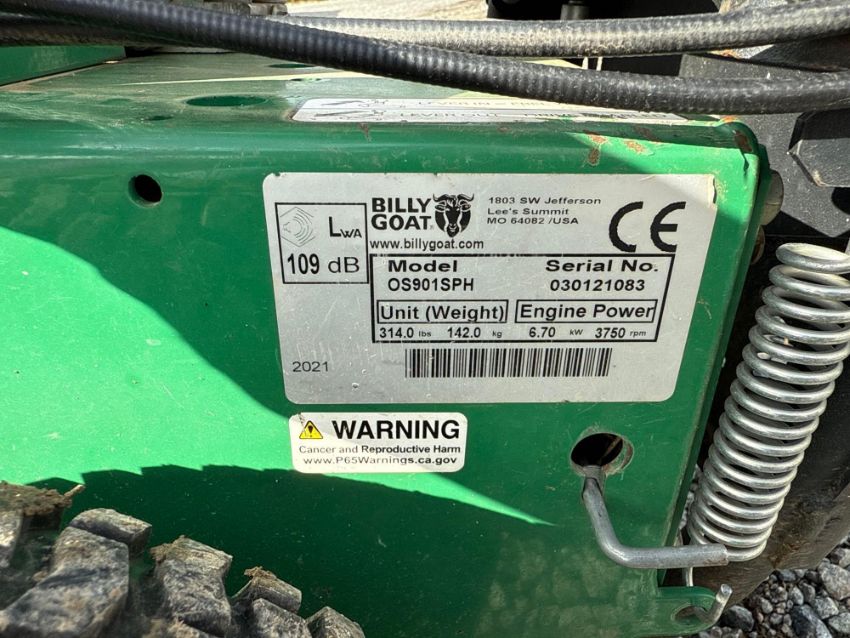 LEVER OUT
LWA
109 dB
BILLY
GOAT
www.billygoat.com
1803 SW Jefferson
Lee's Summit
MO 64082 /USA
CE
Model Serial No.
OS901SPH 030121083
Unit (Weight) Engine Power
314.0 lbs 142.0 kg 6.70 kW 3750 rpm
2021
WARNING
Cancer and Reproductive Harm
www.P65Warnings.ca.gov